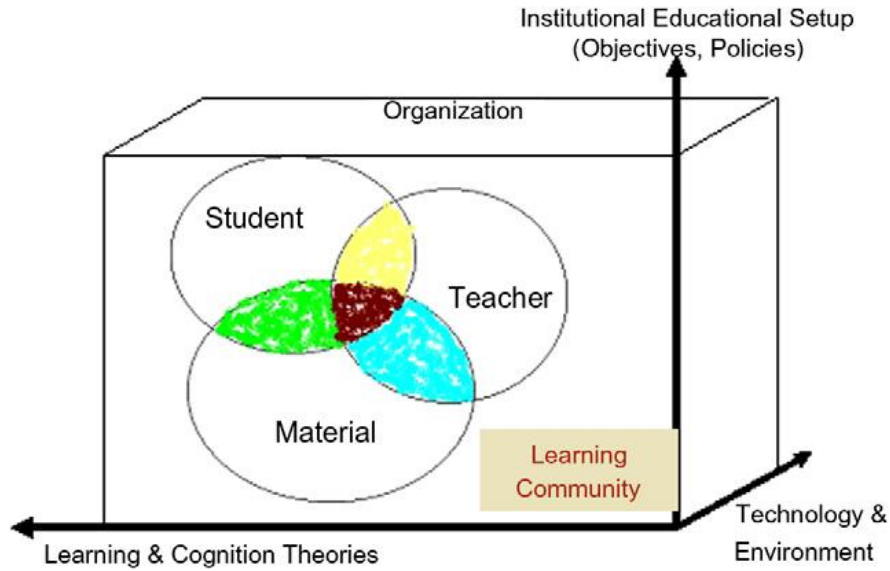 Institutional Educational Setup
(Objectives, Policies)
Organization
Student
Teacher
Material
Learning
Community
Technology &
Environment
Learning & Cognition Theories